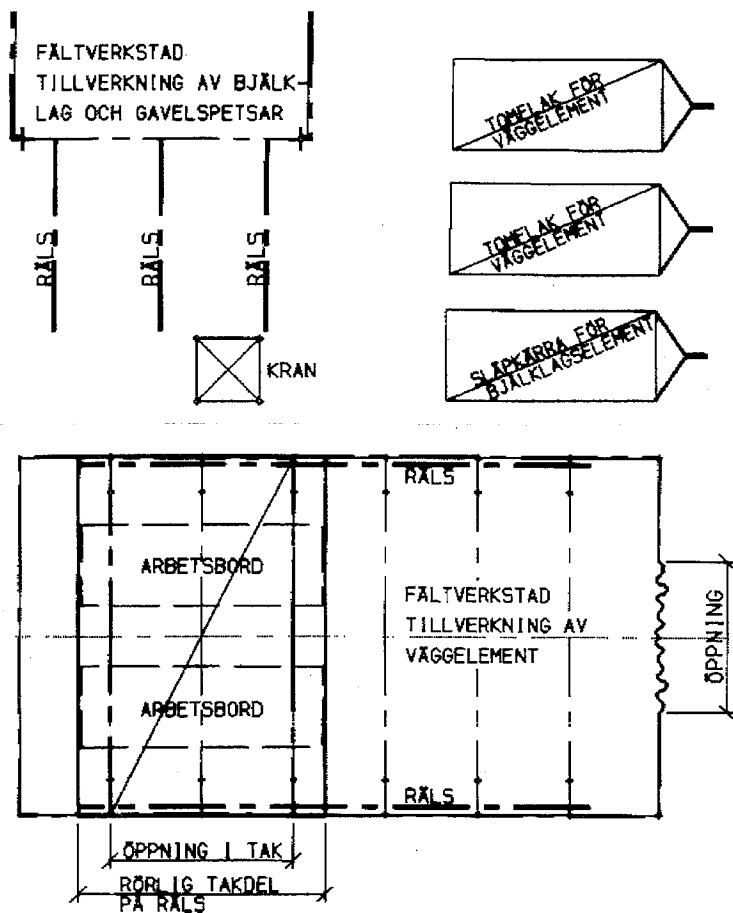 FÄLTVERKSTAD
TILLVERKNING AV BJÄLK-
LAG OCH GAVELSPETSAR
TOMFLAK FÖR
VÄGGELEMENT
RÄLS
RÄLS
RÄLS
TOMFLAK FÖR
VÄGGELEMENT
SLÄPKÄRRA FÖR
BJÄLKLAGSELEMENT
KRAN
RÄLS
ARBETSBORD
FÄLTVERKSTAD
TILLVERKNING AV
VÄGGELEMENT
ÖPPNING
ARBETSBORD
RÄLS
ÖPPNING I TAK
RÖRLIG TAKDEL
PÅ RÄLS